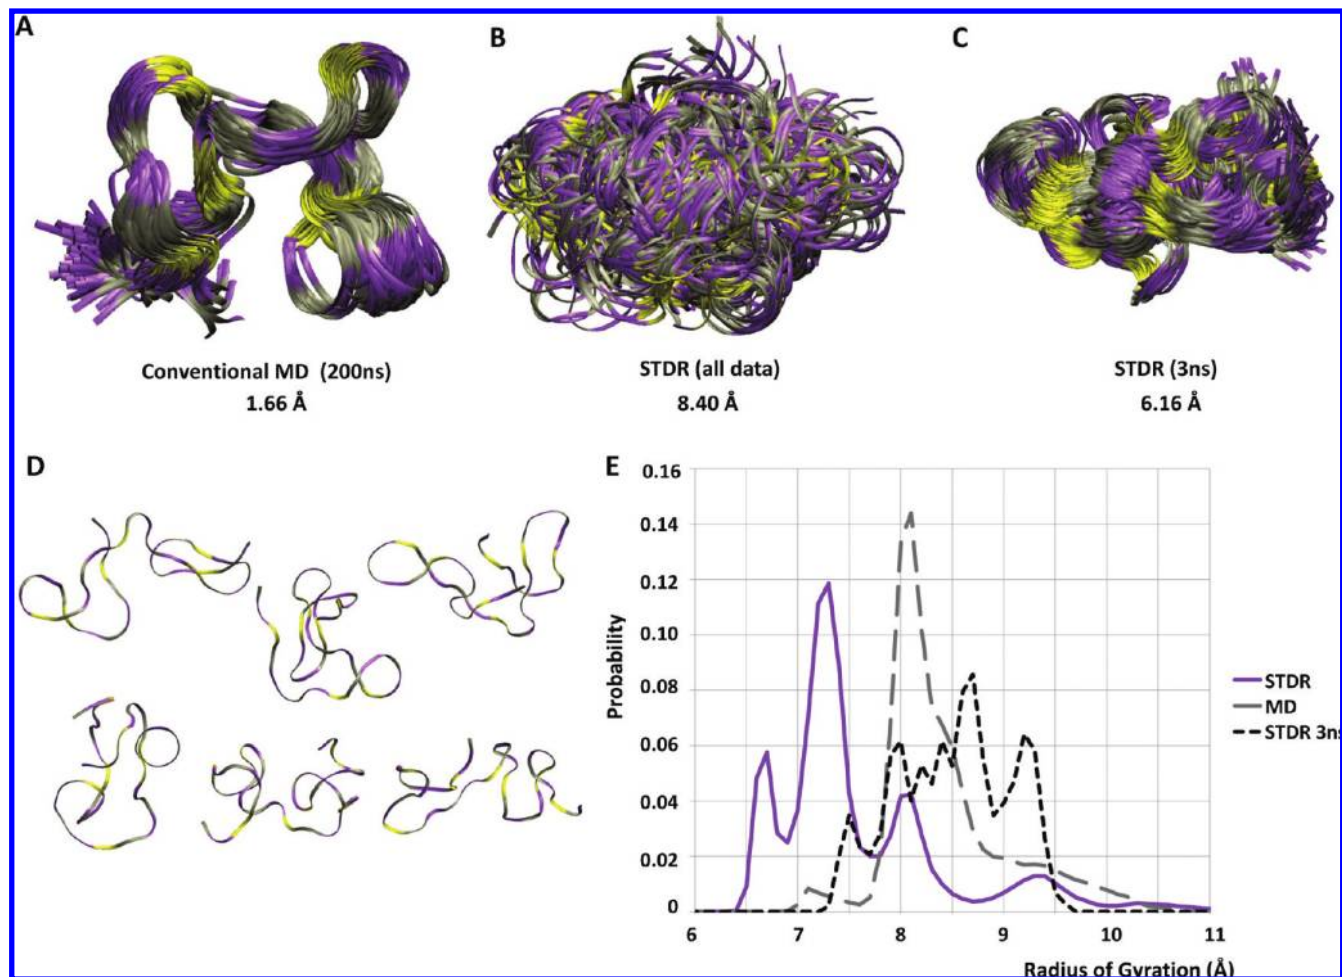 A
B
C
Conventional MD (200ns)
1.66 Å
STDR (all data)
8.40 Å
STDR (3ns)
6.16 Å
D
E
0.16
0.14
0.12
0.10
0.08
0.06
0.04
0.02
0
Probability
6 7 8 9 10 11
Radius of Gyration (Å)
STDR
MD
STDR 3ns